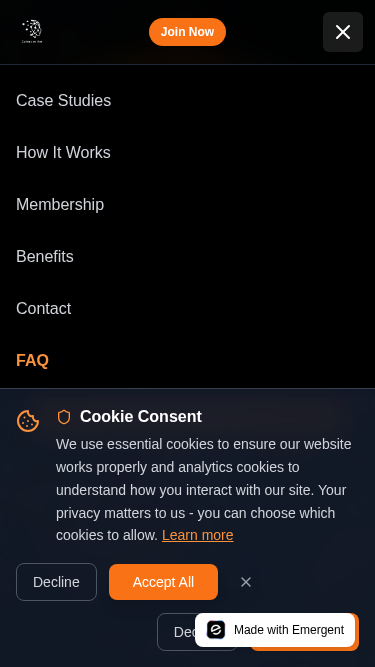 Join Now
Case Studies
How It Works
Membership
Benefits
Contact
FAQ
Cookie Consent
We use essential cookies to ensure our website
works properly and analytics cookies to
understand how you interact with our site. Your
privacy matters to us - you can choose which
cookies to allow. Learn more
Decline
Accept All
Made with Emergent